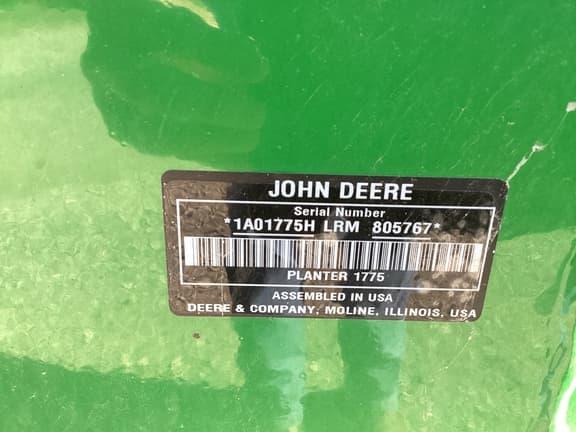 JOHN DEERE
Serial Number
*1A01775H LRM 805767*
PLANTER 1775
ASSEMBLED IN USA
DEERE & COMPANY, MOLINE, ILLINOIS, USA